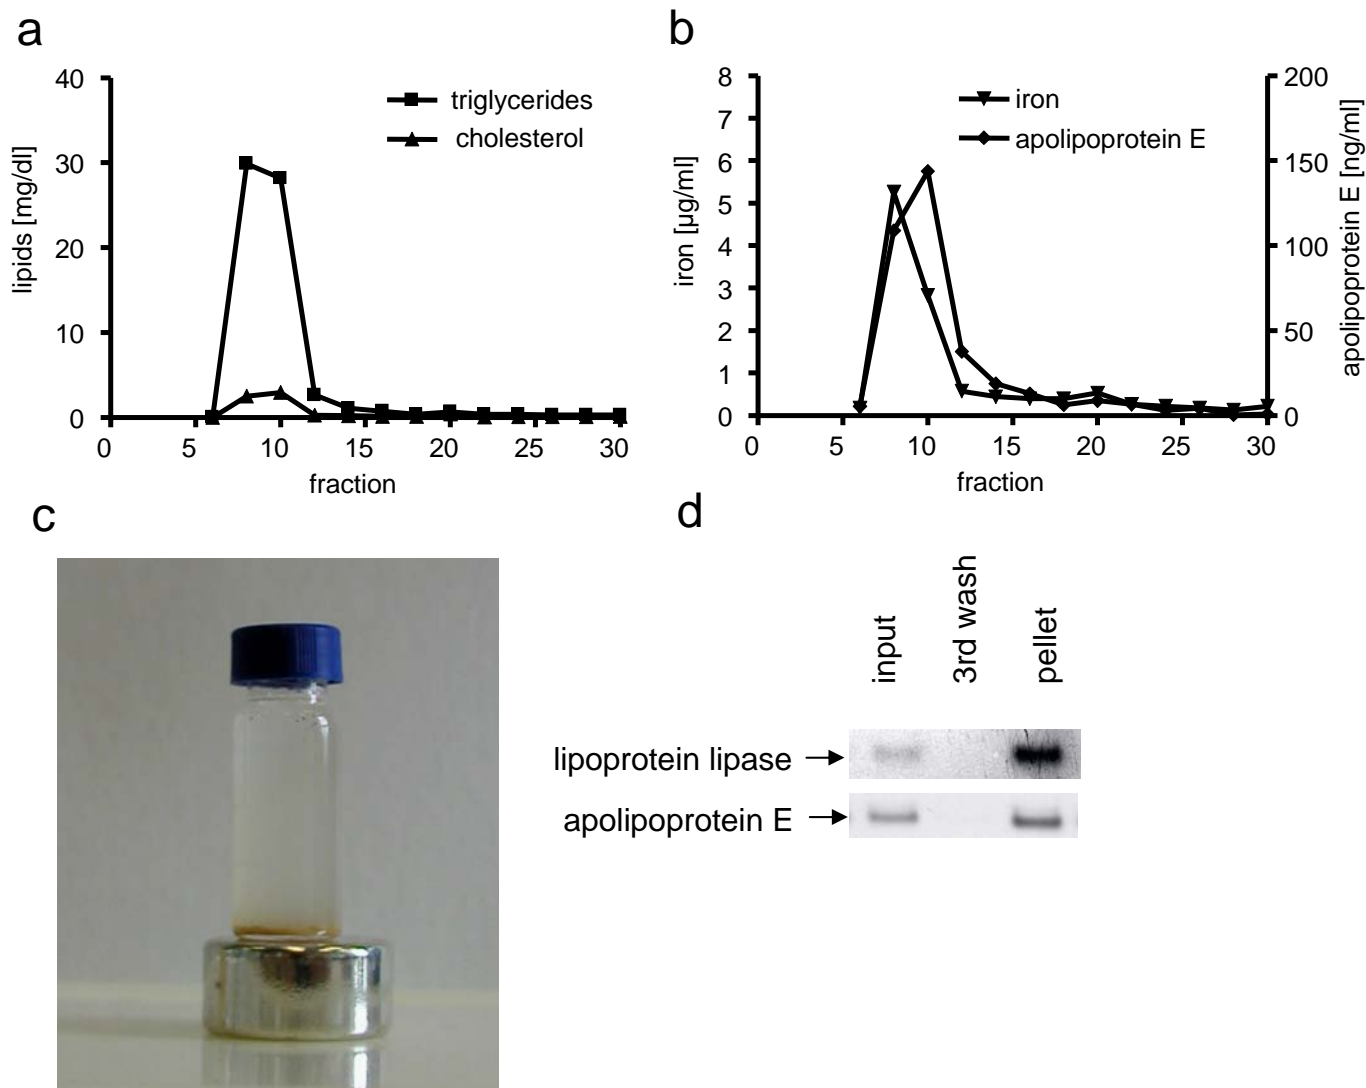 a
40
30
20
10
0
lipids [mg/dl]
triglycerides
cholesterol
0 5 10 15 20 25 30
fraction
b
8
7
6
5
4
3
2
1
0
iron [µg/ml]
iron
apolipoprotein E
200
150
100
50
0
apolipoprotein E [ng/ml]
0 5 10 15 20 25 30
fraction
c
d
input
3rd wash
pellet
lipoprotein lipase
apolipoprotein E